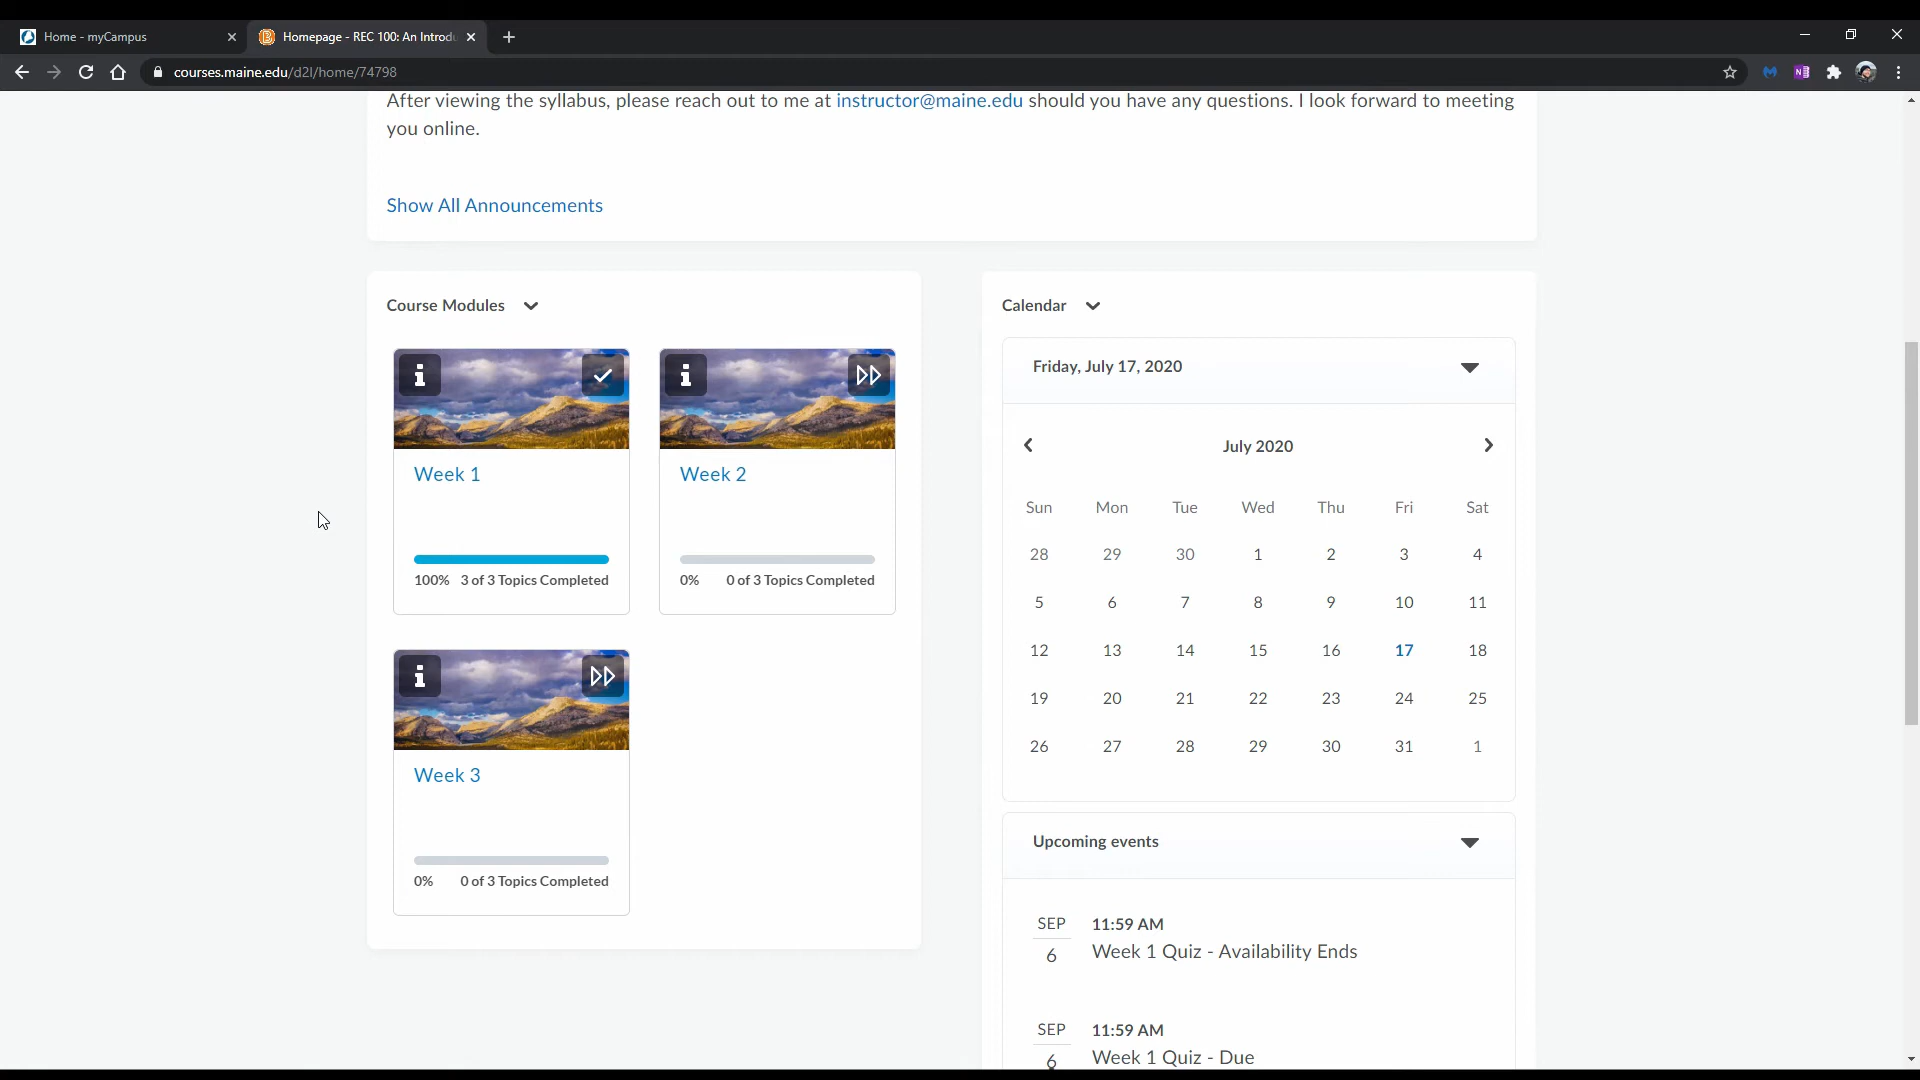 Home - myCampus
Homepage - REC 100: An Introdu
courses.maine.edu/d2l/home/74798
After viewing the syllabus, please reach out to me at instructor@maine.edu should you have any questions. I look forward to meeting
you online.
Show All Announcements
Course Modules
Week 1
100% 3 of 3 Topics Completed
Week 2
0% 0 of 3 Topics Completed
Week 3
0% 0 of 3 Topics Completed
Calendar
Friday, July 17, 2020
July 2020
Sun Mon Tue Wed Thu Fri Sat
28 29 30 1 2 3 4
5 6 7 8 9 10 11
12 13 14 15 16 17 18
19 20 21 22 23 24 25
26 27 28 29 30 31 1
Upcoming events
SEP 11:59 AM
6 Week 1 Quiz - Availability Ends
SEP 11:59 AM
6 Week 1 Quiz - Due